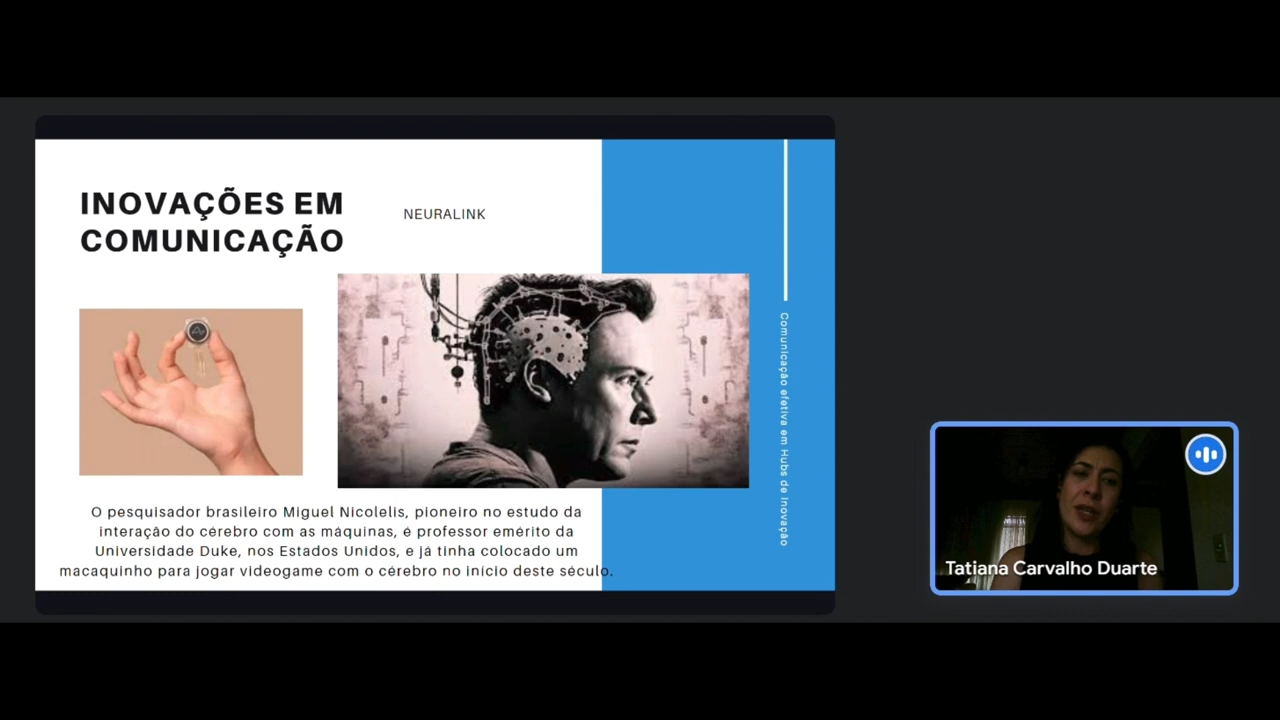 INOVAÇÕES EM
COMUNICAÇÃO
NEURALINK
O pesquisador brasileiro Miguel Nicolelis, pioneiro no estudo da
interação do cérebro com as máquinas, é professor emérito da
Universidade Duke, nos Estados Unidos, e já tinha colocado um
macaquinho para jogar videogame com o cérebro no início deste século.
Comunicação efetiva em Hubs de Inovação
Tatiana Carvalho Duarte